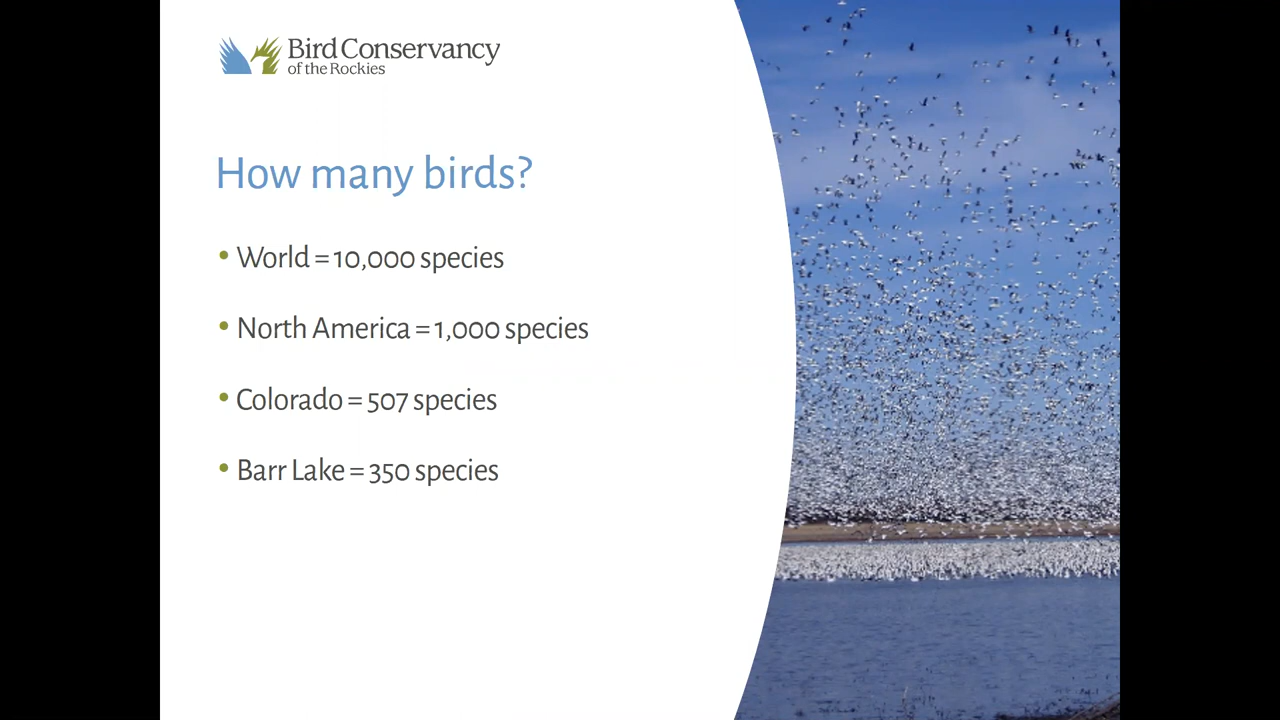 Bird Conservancy
of the Rockies
How many birds?
• World = 10,000 species
• North America = 1,000 species
• Colorado = 507 species
• Barr Lake = 350 species